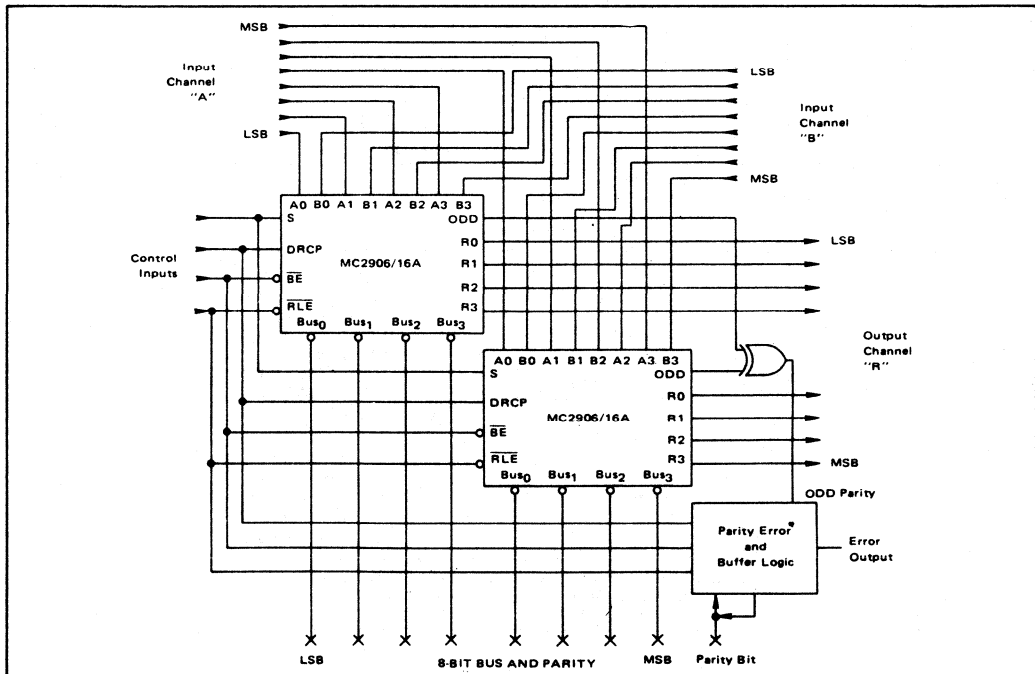 MSB
Input
Channel
"A"
LSB
LSB
Input
Channel
"B"
MSB
A0 B0 A1 B1 A2 B2 A3 B3
S ODD
DRCP R0
MC2906/16A
R1
BE R2
RLE R3
Bus0 Bus1 Bus2 Bus3
Control
Inputs
LSB
Output
Channel
"R"
A0 B0 A1 B1 B2 A2 A3 B3
S ODD
DRCP R0
MC2906/16A
R1
BE R2
RLE R3
Bus0 Bus1 Bus2 Bus3
MSB
ODD Parity
Parity Error*
and
Buffer Logic
Error
Output
LSB 8-BIT BUS AND PARITY MSB Parity Bit